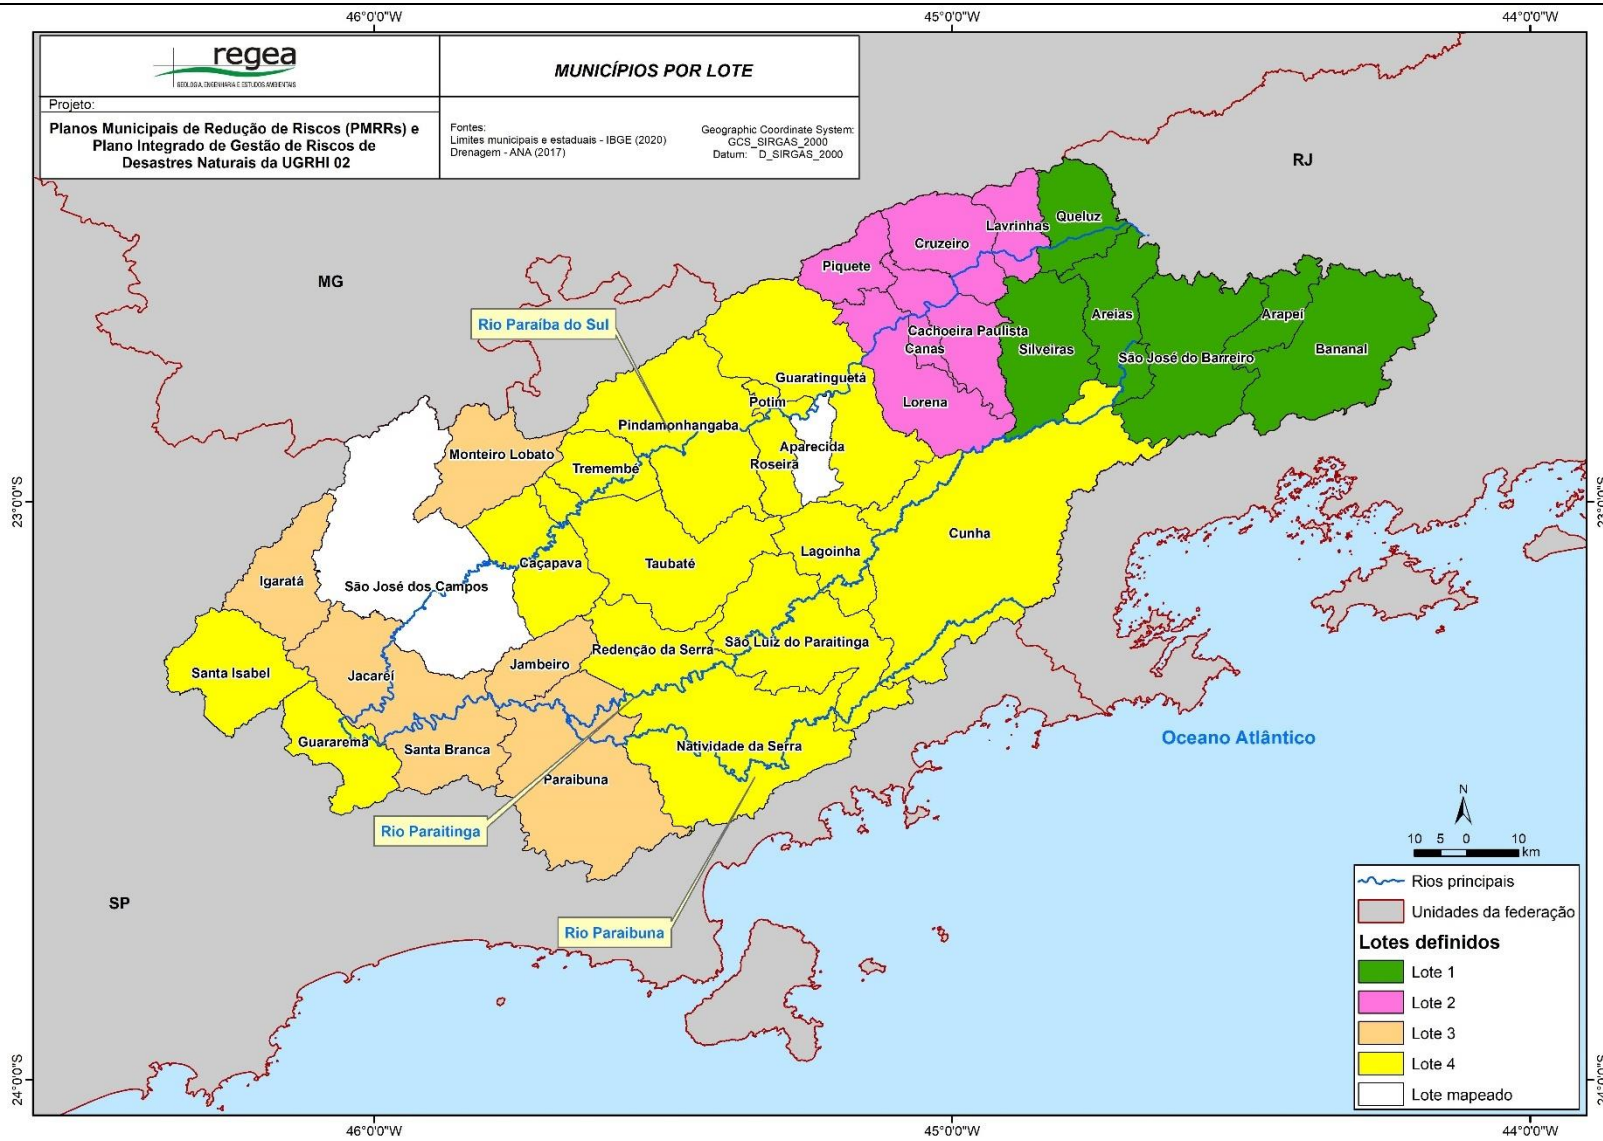 46°0'0"W
45°0'0"W
44°0'0"W
regea
GEOLOGIA, ENGENHARIA E ESTUDOS AMBIENTAIS
MUNICÍPIOS POR LOTE
Projeto:
Planos Municipais de Redução de Riscos (PMRRs) e
Plano Integrado de Gestão de Riscos de
Desastres Naturais da UGRHI 02
Fontes:
Limites municipais e estaduais - IBGE (2020)
Drenagem - ANA (2017)
Geographic Coordinate System:
GCS_SIRGAS_2000
Datum: D_SIRGAS_2000
RJ
MG
Queluz
Lavrinhas
Cruzeiro
Piquete
Rio Paraíba do Sul
Areias
Arapeí
Cachoeira Paulista
Canas
Silveiras
São José do Barreiro
Bananal
Guaratinguetá
Potim
Lorena
Pindamonhangaba
Aparecida
Monteiro Lobato
Tremembé
Roseira
23°0'0"S
23°0'0"S
Cunha
Lagoinha
Caçapava
Taubaté
Igaratá
São José dos Campos
São Luiz do Paraitinga
Redenção da Serra
Jambeiro
Santa Isabel
Jacareí
Guararema
Santa Branca
Natividade da Serra
Oceano Atlântico
Paraibuna
Rio Paraitinga
Rio Paraibuna
SP
N
10 5 0 10
km
Rios principais
Unidades da federação
Lotes definidos
Lote 1
Lote 2
Lote 3
Lote 4
Lote mapeado
24°0'0"S
24°0'0"S
46°0'0"W
45°0'0"W
44°0'0"W